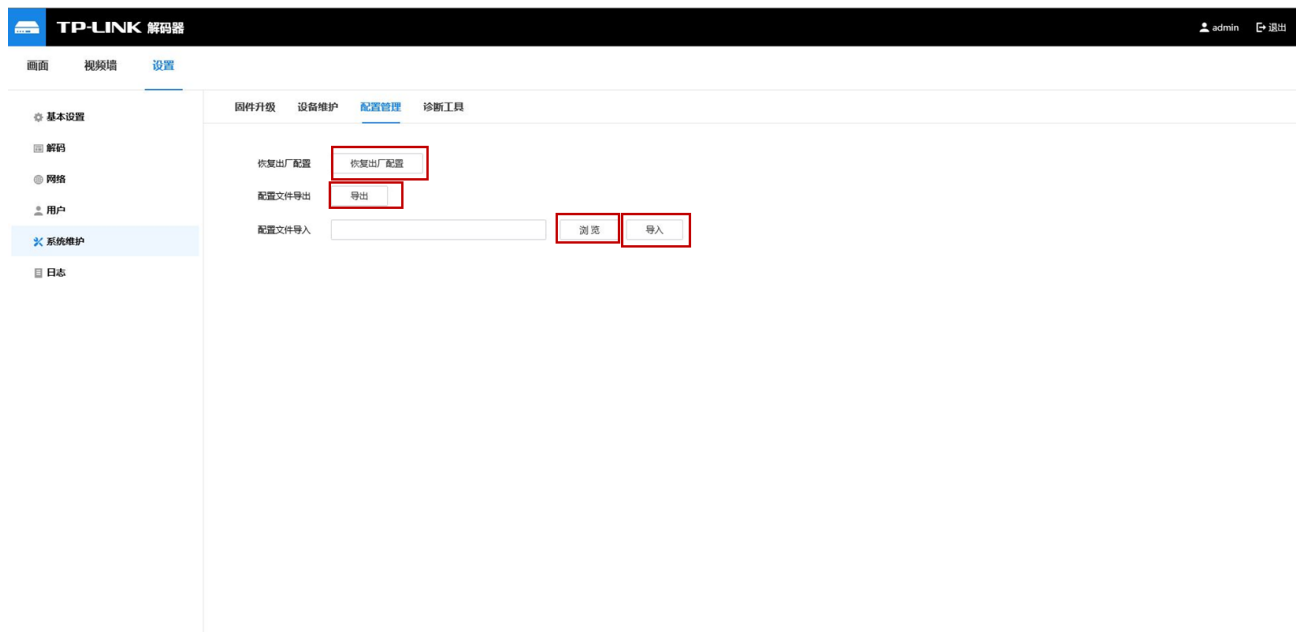 TP-LINK 解码器 admin 退出
画面 视频墙 设置
基本设置
解码
网络
用户
系统维护
日志
固件升级 设备维护 配置管理 诊断工具
恢复出厂配置 恢复出厂配置
配置文件导出 导出
配置文件导入 浏览 导入